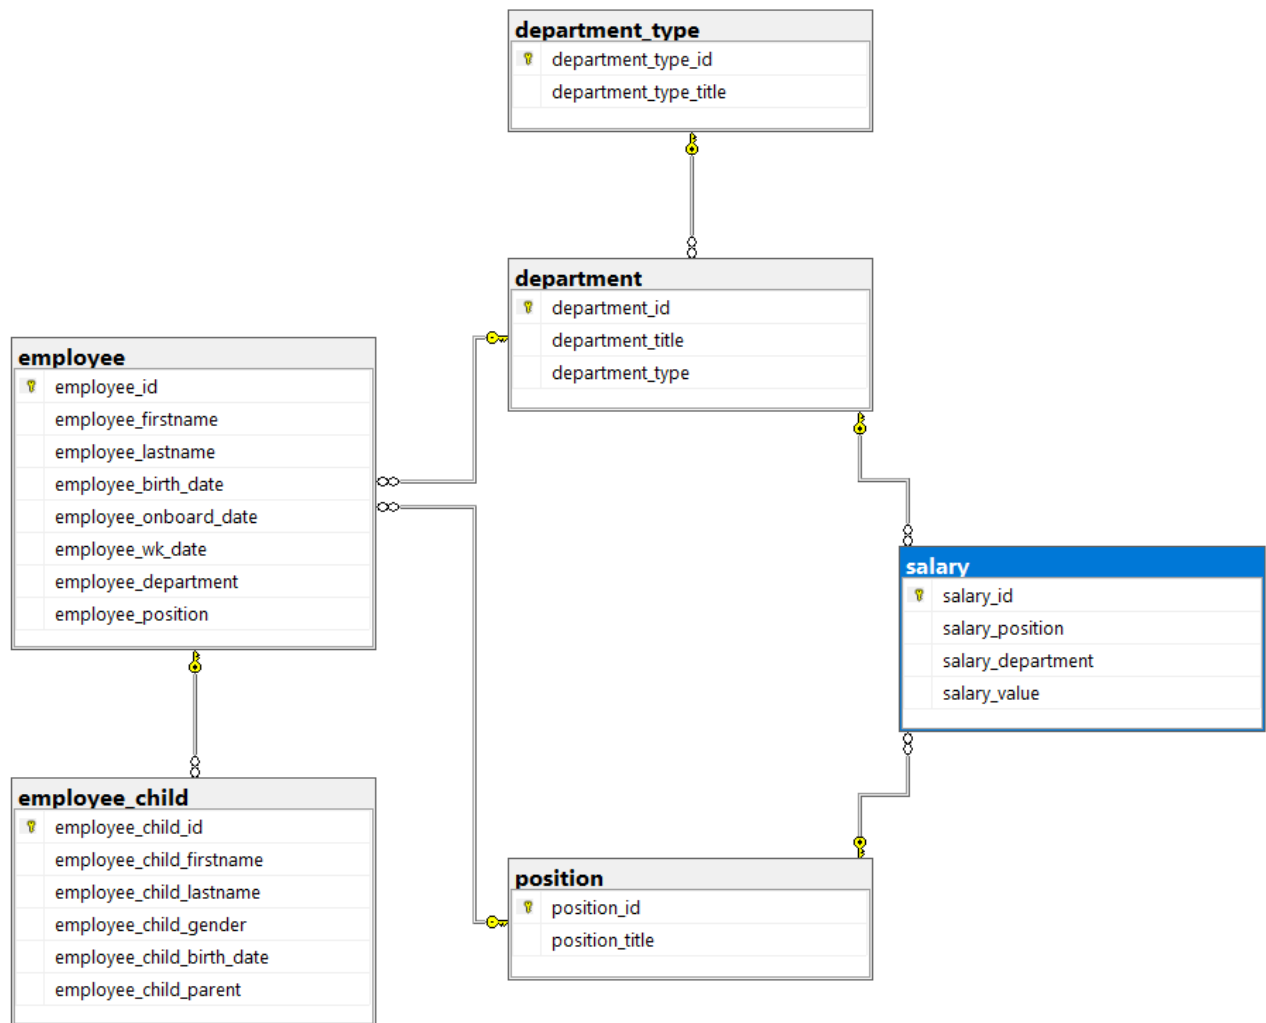 department_type
department_type_id
department_type_title
department
department_id
department_title
department_type
employee
employee_id
employee_firstname
employee_lastname
employee_birth_date
employee_onboard_date
employee_wk_date
employee_department
employee_position
salary
salary_id
salary_position
salary_department
salary_value
employee_child
employee_child_id
employee_child_firstname
employee_child_lastname
employee_child_gender
employee_child_birth_date
employee_child_parent
position
position_id
position_title